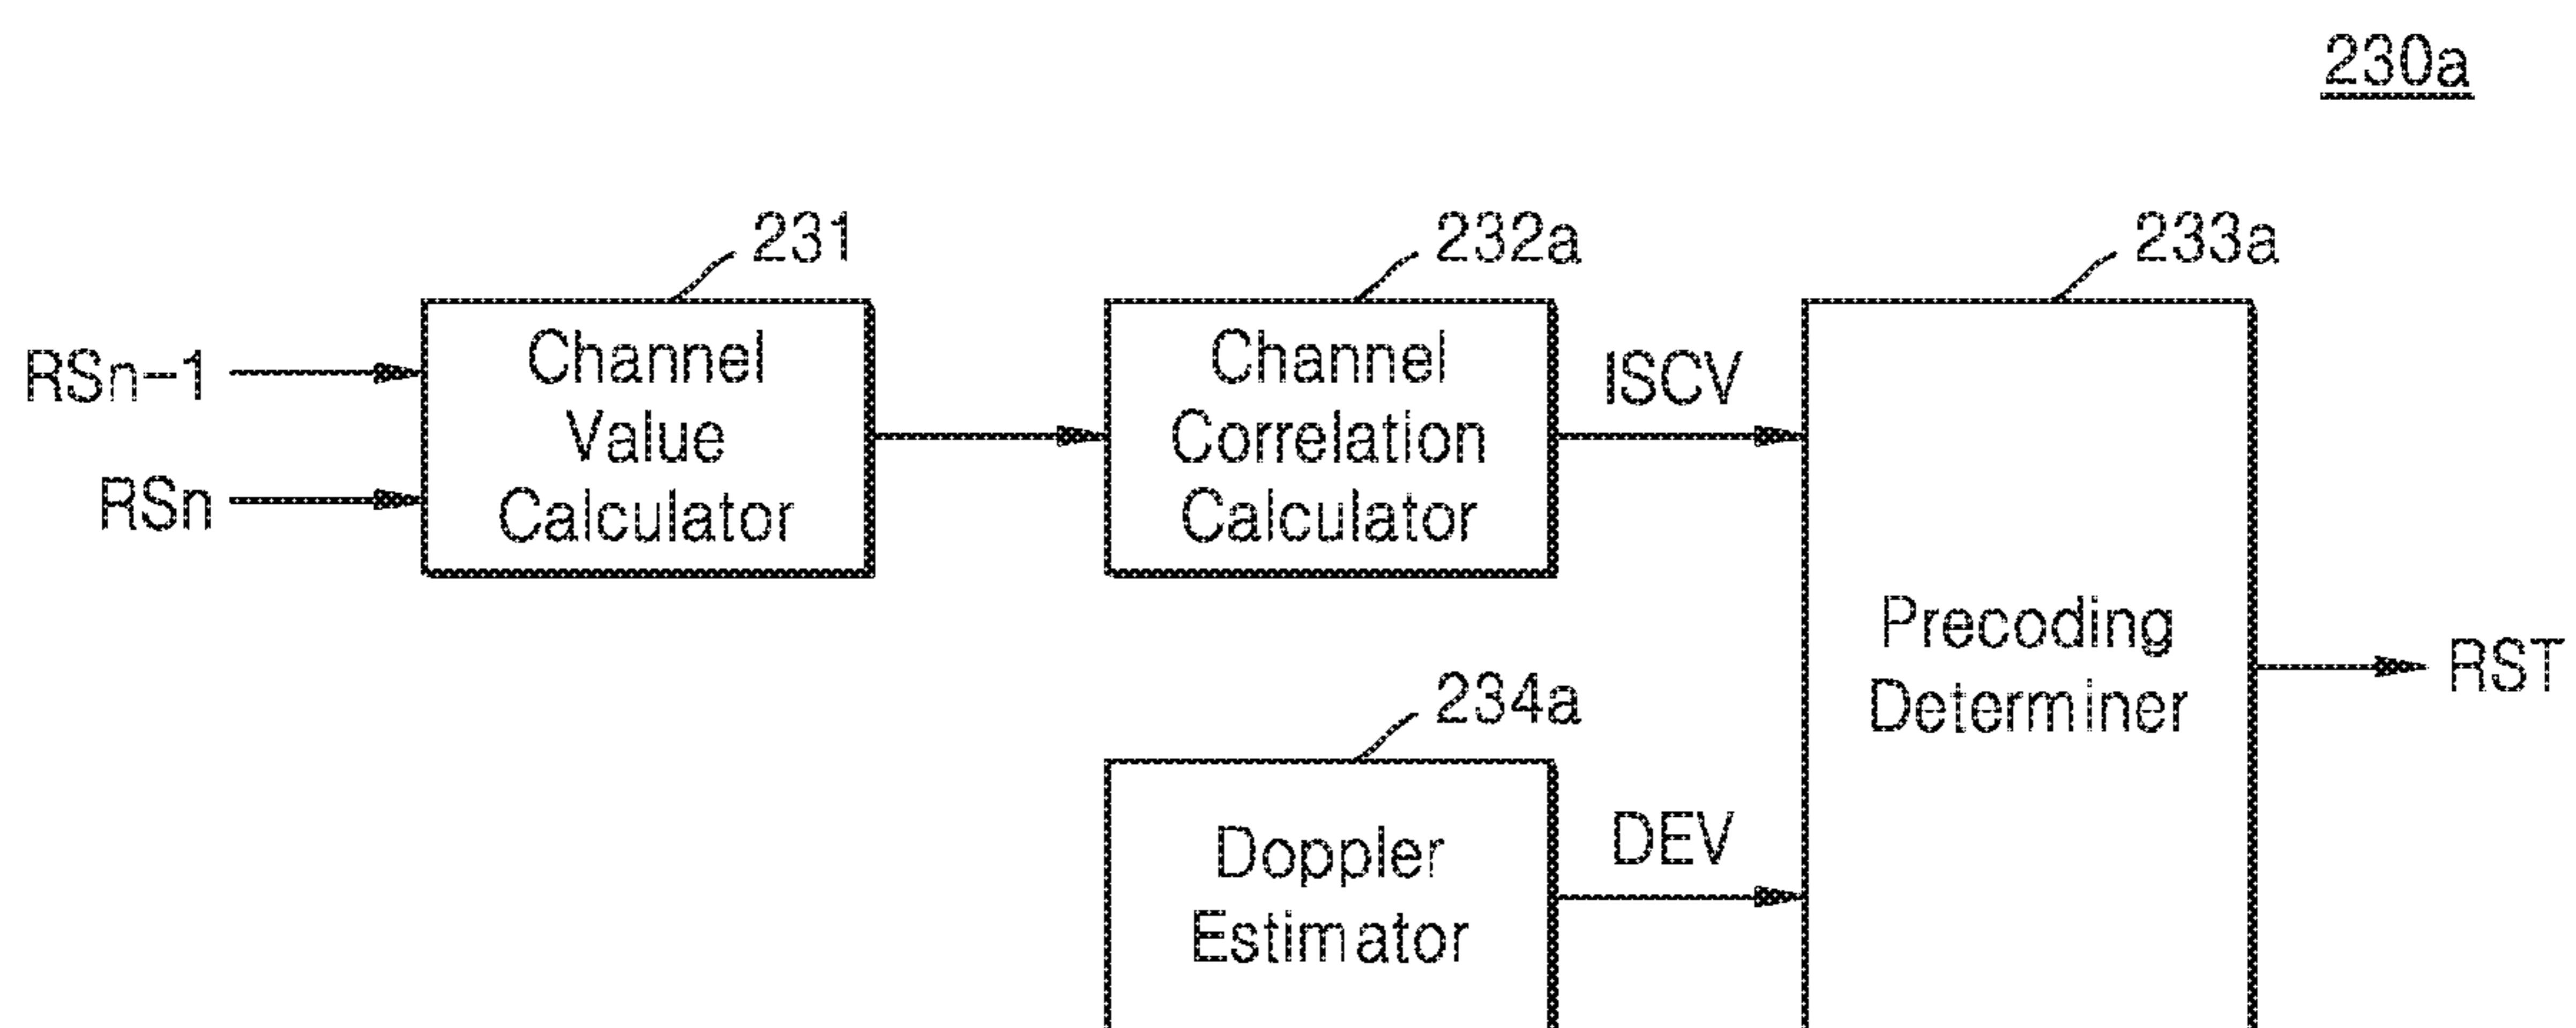 230a
231
232a
233a
RSn-1
RSn
Channel
Value
Calculator
Channel
Correlation
Calculator
ISCV
Precoding
Determiner
RST
234a
Doppler
Estimator
DEV